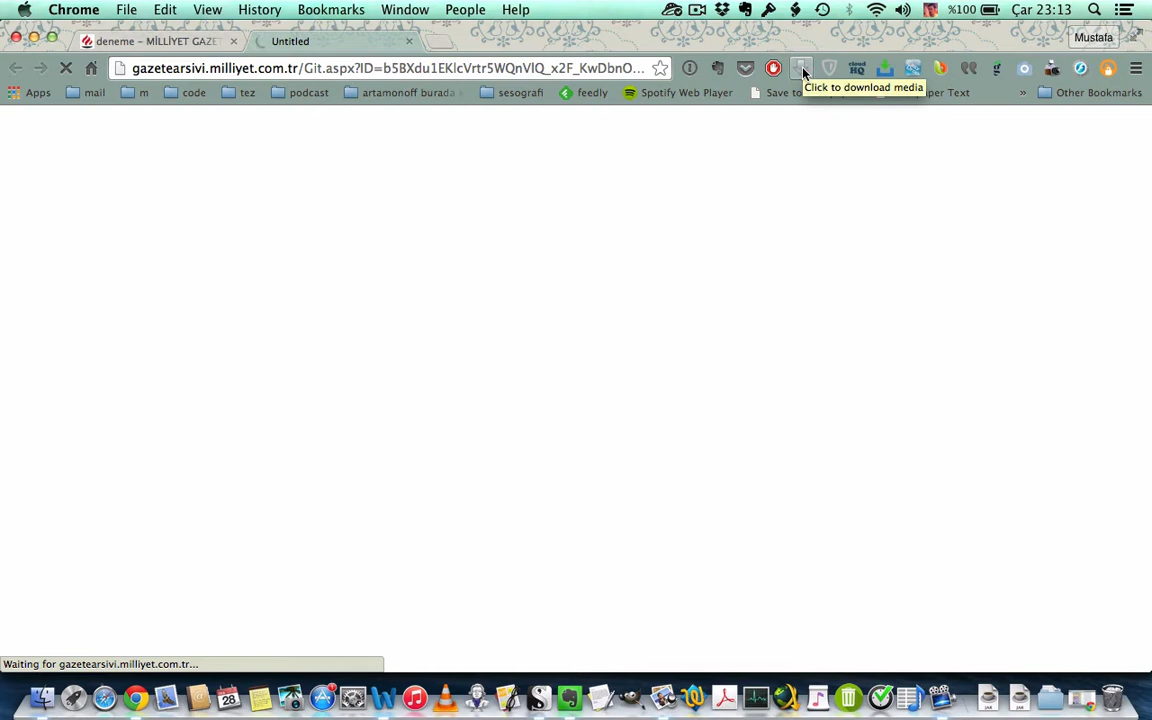 Chrome File Edit View History Bookmarks Window People Help %100 Çar 23:13
deneme – MİLLİYET GAZE Untitled Mustafa
gazetearsivi.milliyet.com.tr/Git.aspx?ID=b5BXdu1EKlcVrtr5WQnVlQ_x2F_KwDbnO...
Click to download media
Apps mail m code tez podcast artamonoff burada feedly Spotify Web Player Save to per Text » Other Bookmarks
Waiting for gazetearsivi.milliyet.com.tr...
28